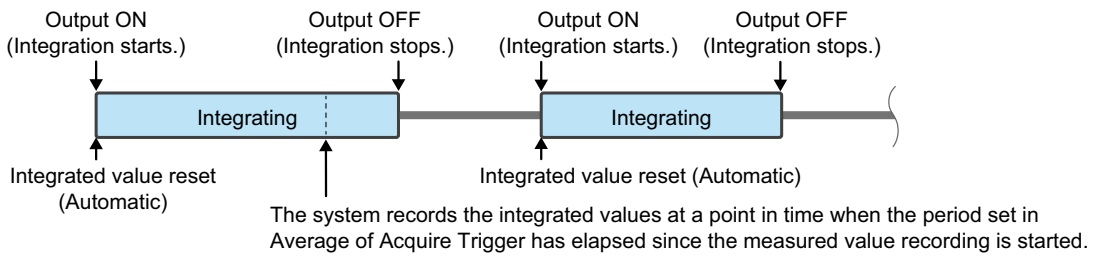 Output ON
(Integration starts.)
Output OFF
(Integration stops.)
Output ON
(Integration starts.)
Output OFF
(Integration stops.)
Integrating
Integrating
Integrated value reset
(Automatic)
Integrated value reset (Automatic)
The system records the integrated values at a point in time when the period set in
Average of Acquire Trigger has elapsed since the measured value recording is started.